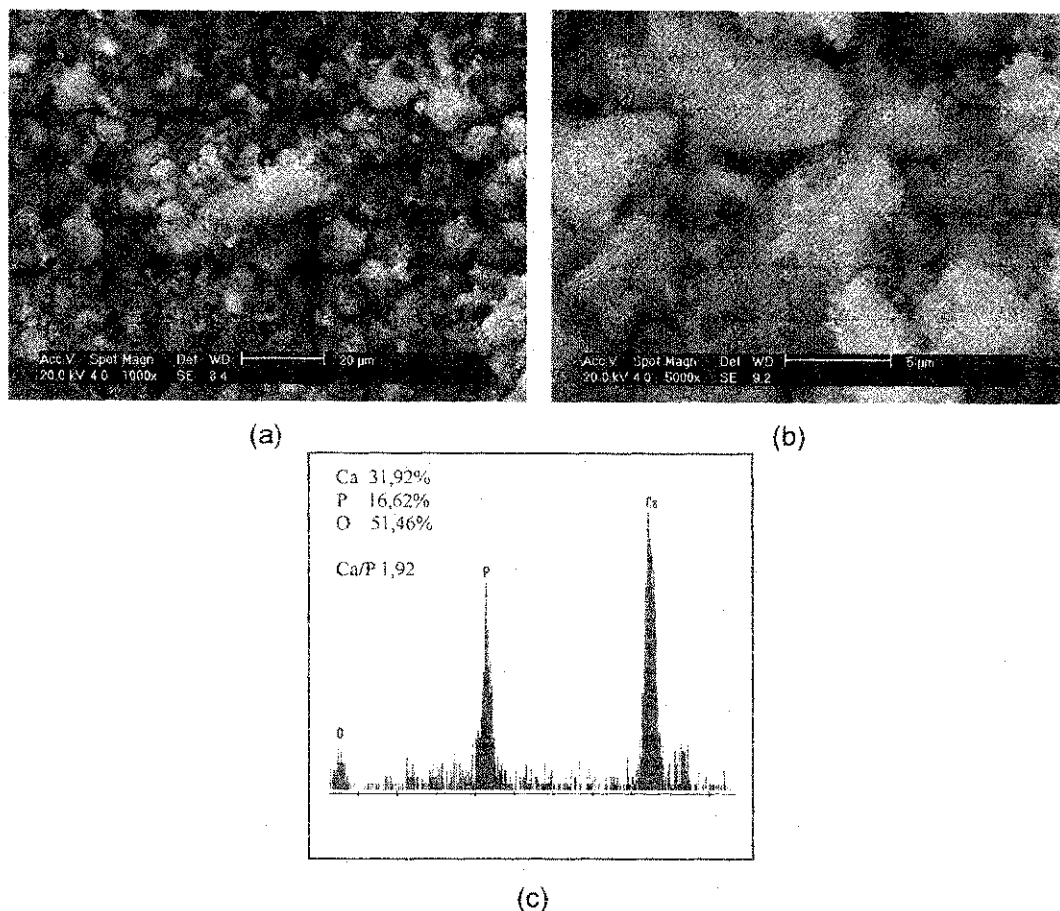 Acc.V Spot Magn Det WD 20 µm
20.0 kV 4.0 1000x SE 8.4
(a)
Acc.V Spot Magn Det WD 5 µm
20.0 kV 4.0 5000x SE 9.2
(b)
Ca 31,92%
P 16,62%
O 51,46%
Ca/P 1,92
O
P
Ca
(c)